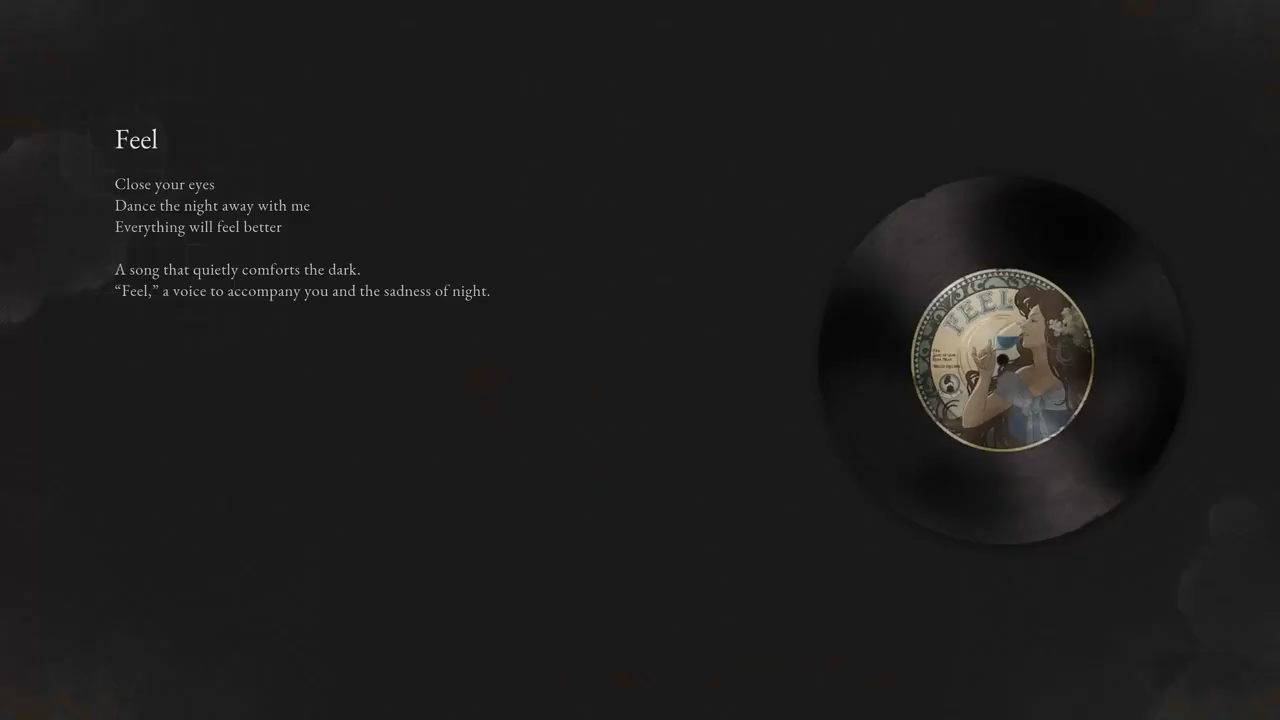 Feel
Close your eyes
Dance the night away with me
Everything will feel better
A song that quietly comforts the dark.
“Feel,” a voice to accompany you and the sadness of night.
FEEL